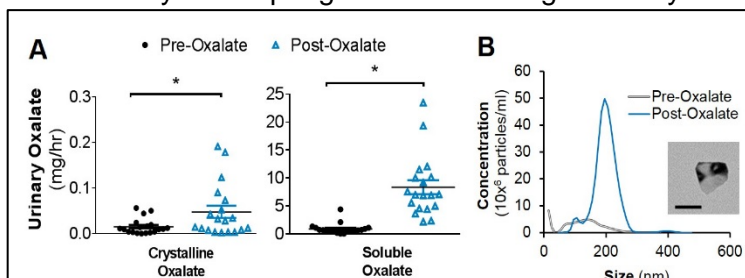 A
Pre-Oxalate
Post-Oxalate
Urinary Oxalate
(mg/hr)
*
0.3
0.2
0.1
0.0
Crystalline
Oxalate
*
25
20
15
10
5
0
Soluble
Oxalate
B
Concentration
(10x⁶ particles/ml)
60
50
40
30
20
10
0
Pre-Oxalate
Post-Oxalate
0 200 400 600
Size (nm)